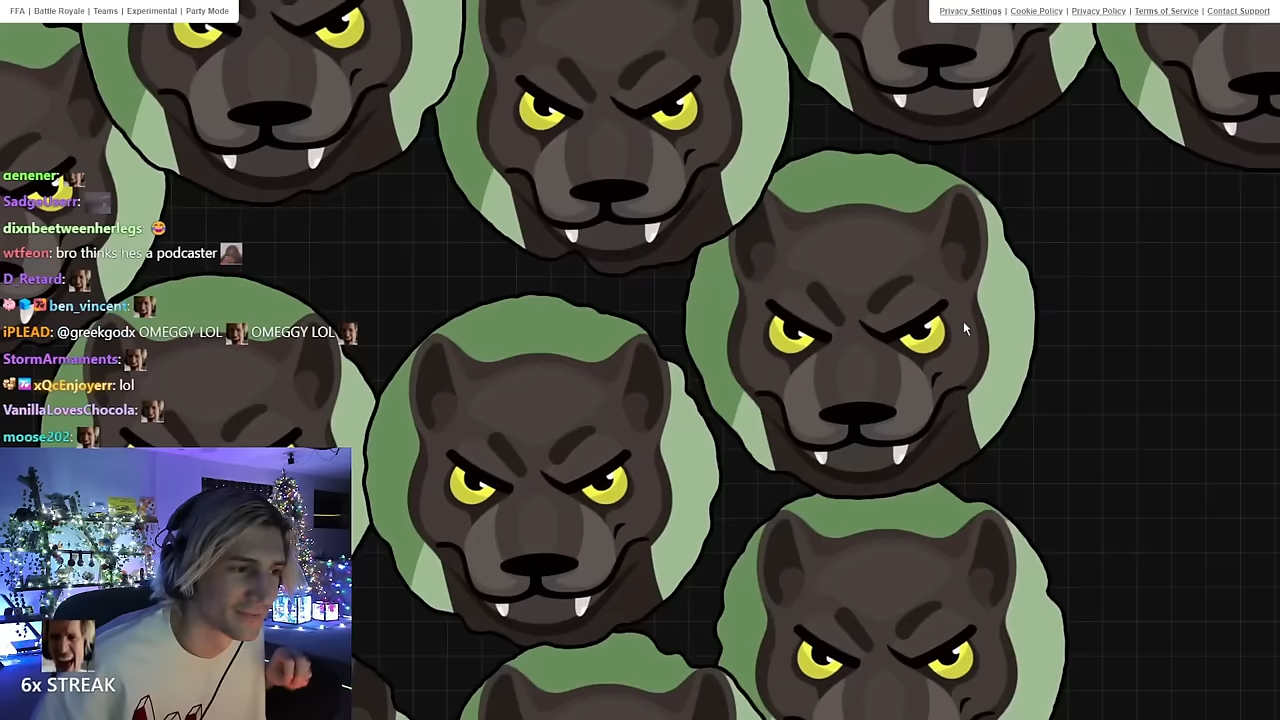 FFA | Battle Royale | Teams | Experimental | Party Mode
Privacy Settings | Cookie Policy | Privacy Policy | Terms of Service | Contact Support
aenener:
SadgeUserr:
dixnbeetweenherlegs
wtfeon: bro thinks hes a podcaster
D_Retard:
ben_vincent:
iPLEAD: @greekgodx OMEGGY LOL OMEGGY LOL
StormArmaments:
xQcEnjoyerr: lol
VanillaLovesChocola:
moose202:
6x STREAK